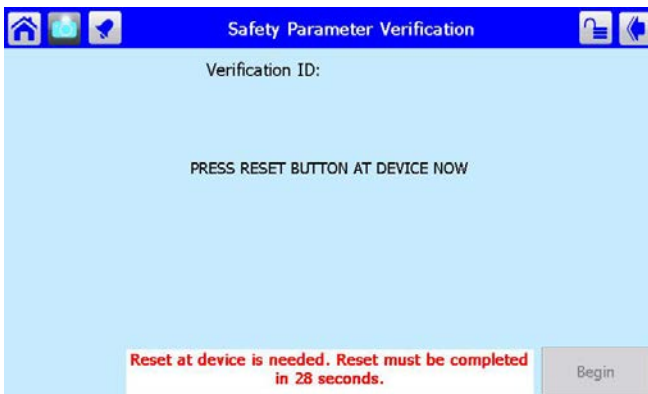 Safety Parameter Verification
Verification ID:
PRESS RESET BUTTON AT DEVICE NOW
Reset at device is needed. Reset must be completed
in 28 seconds.
Begin